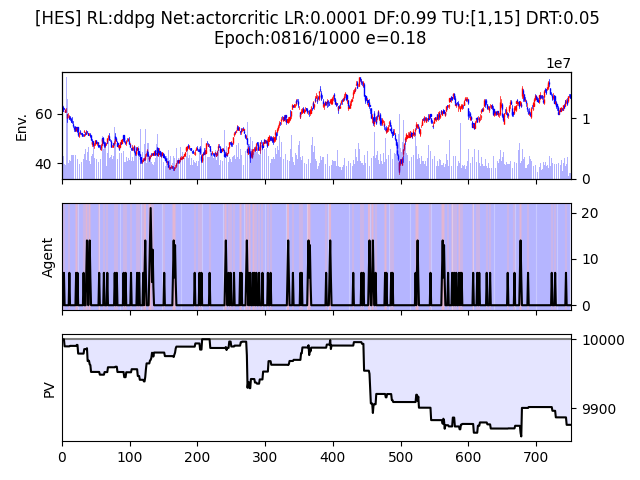 [HES] RL:ddpg Net:actorcritic LR:0.0001 DF:0.99 TU:[1,15] DRT:0.05
Epoch:0816/1000 e=0.18
1e7
Env.
60
40
1
0
Agent
20
10
0
PV
10000
9900
0 100 200 300 400 500 600 700